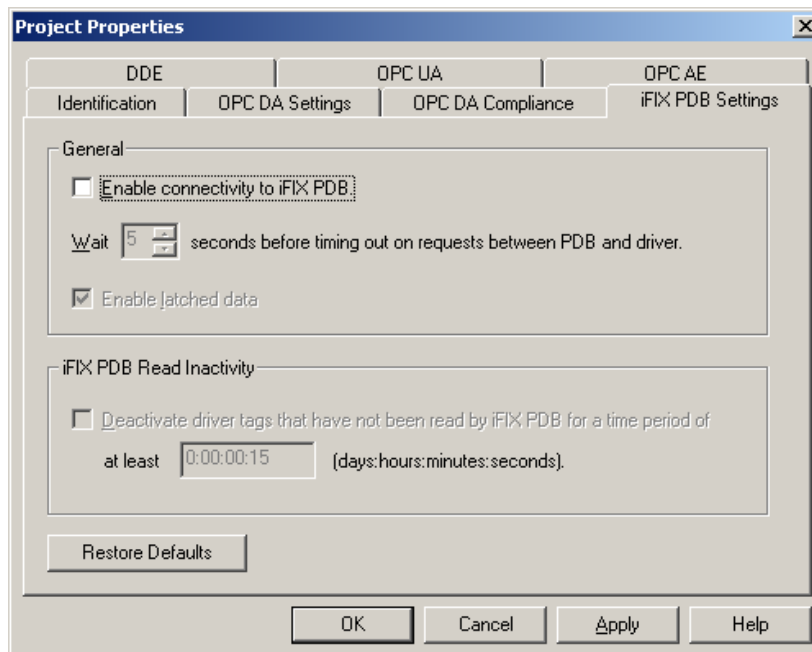 Project Properties
DDE OPC UA OPC AE
Identification OPC DA Settings OPC DA Compliance iFIX PDB Settings
General
Enable connectivity to iFIX PDB.
Wait 5 seconds before timing out on requests between PDB and driver.
Enable latched data
iFIX PDB Read Inactivity
Deactivate driver tags that have not been read by iFIX PDB for a time period of
at least 0:00:00:15 (days:hours:minutes:seconds).
Restore Defaults
OK Cancel Apply Help